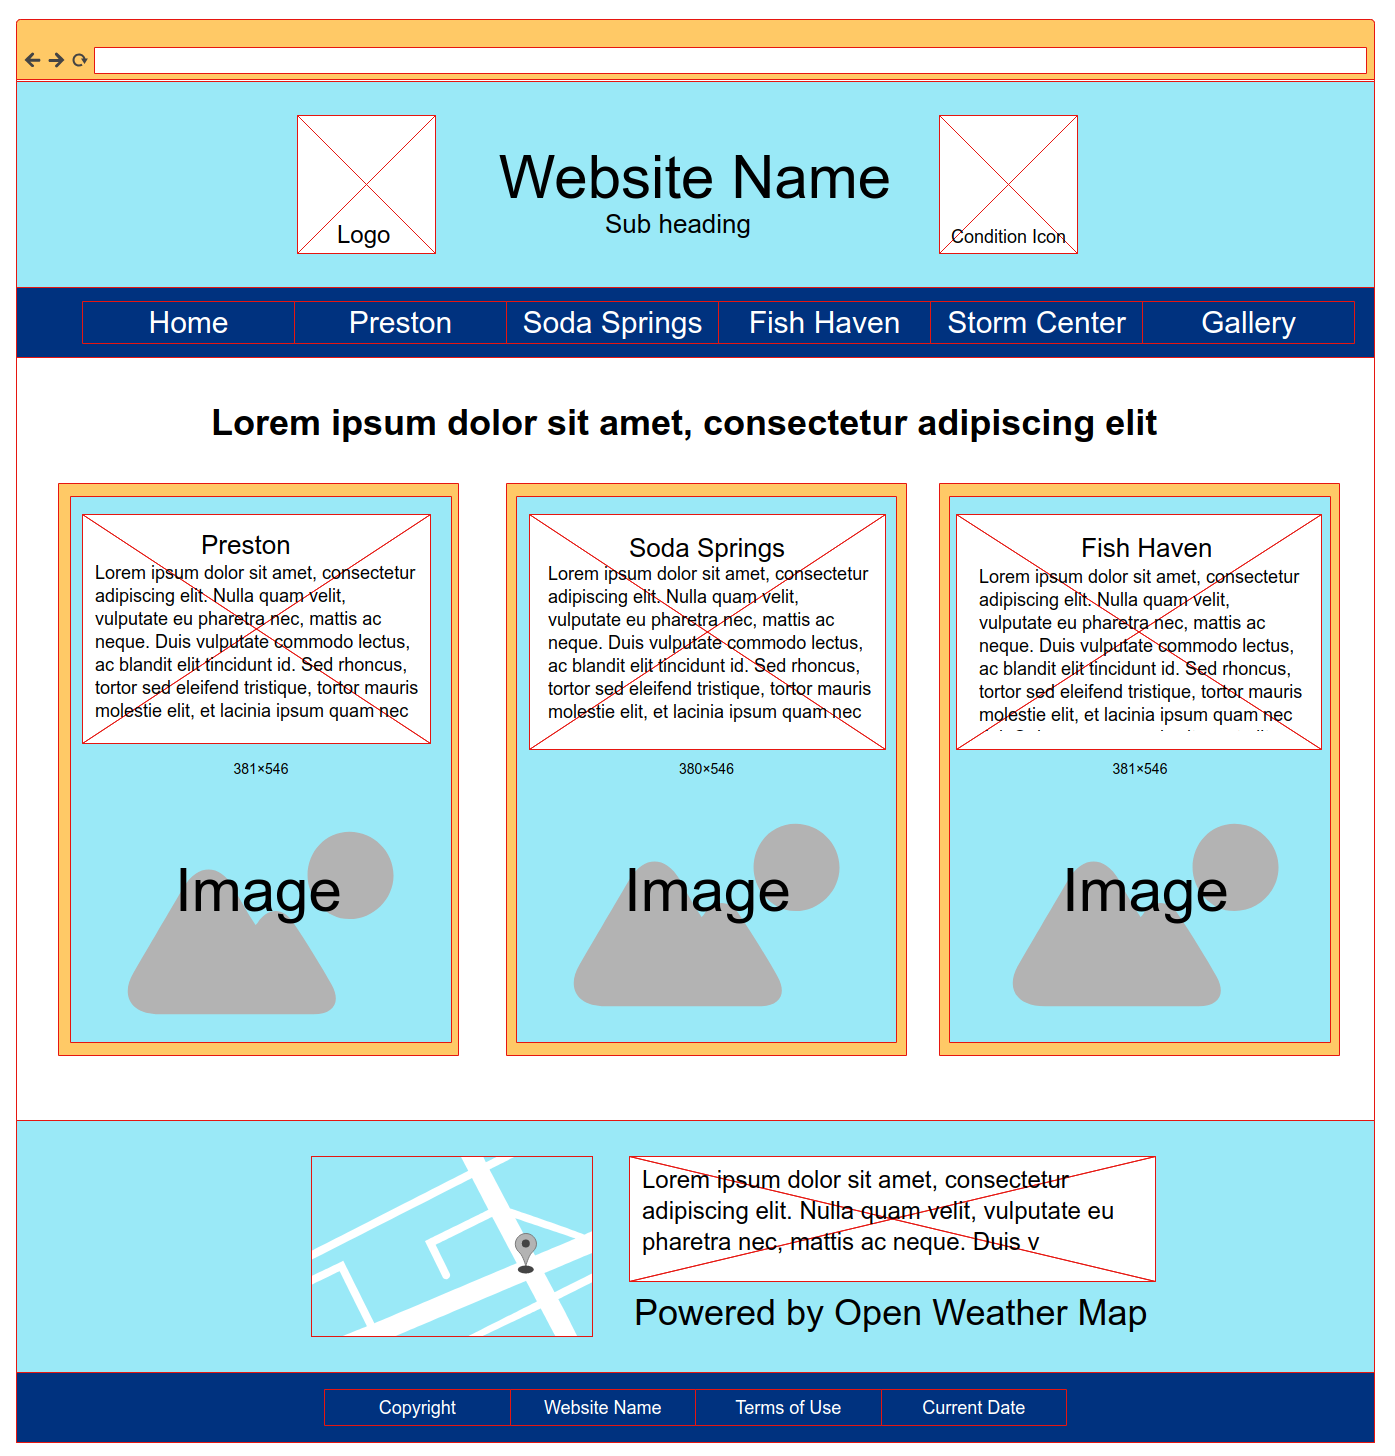 Website Name
Sub heading
Logo
Condition Icon
Home Preston Soda Springs Fish Haven Storm Center Gallery
Lorem ipsum dolor sit amet, consectetur adipiscing elit
Preston
Lorem ipsum dolor sit amet, consectetur
adipiscing elit. Nulla quam velit,
vulputate eu pharetra nec, mattis ac
neque. Duis vulputate commodo lectus,
ac blandit elit tincidunt id. Sed rhoncus,
tortor sed eleifend tristique, tortor mauris
molestie elit, et lacinia ipsum quam nec
381×546
Image
Soda Springs
Lorem ipsum dolor sit amet, consectetur
adipiscing elit. Nulla quam velit,
vulputate eu pharetra nec, mattis ac
neque. Duis vulputate commodo lectus,
ac blandit elit tincidunt id. Sed rhoncus,
tortor sed eleifend tristique, tortor mauris
molestie elit, et lacinia ipsum quam nec
380×546
Image
Fish Haven
Lorem ipsum dolor sit amet, consectetur
adipiscing elit. Nulla quam velit,
vulputate eu pharetra nec, mattis ac
neque. Duis vulputate commodo lectus,
ac blandit elit tincidunt id. Sed rhoncus,
tortor sed eleifend tristique, tortor mauris
molestie elit, et lacinia ipsum quam nec
381×546
Image
Lorem ipsum dolor sit amet, consectetur
adipiscing elit. Nulla quam velit, vulputate eu
pharetra nec, mattis ac neque. Duis v
Powered by Open Weather Map
Copyright Website Name Terms of Use Current Date